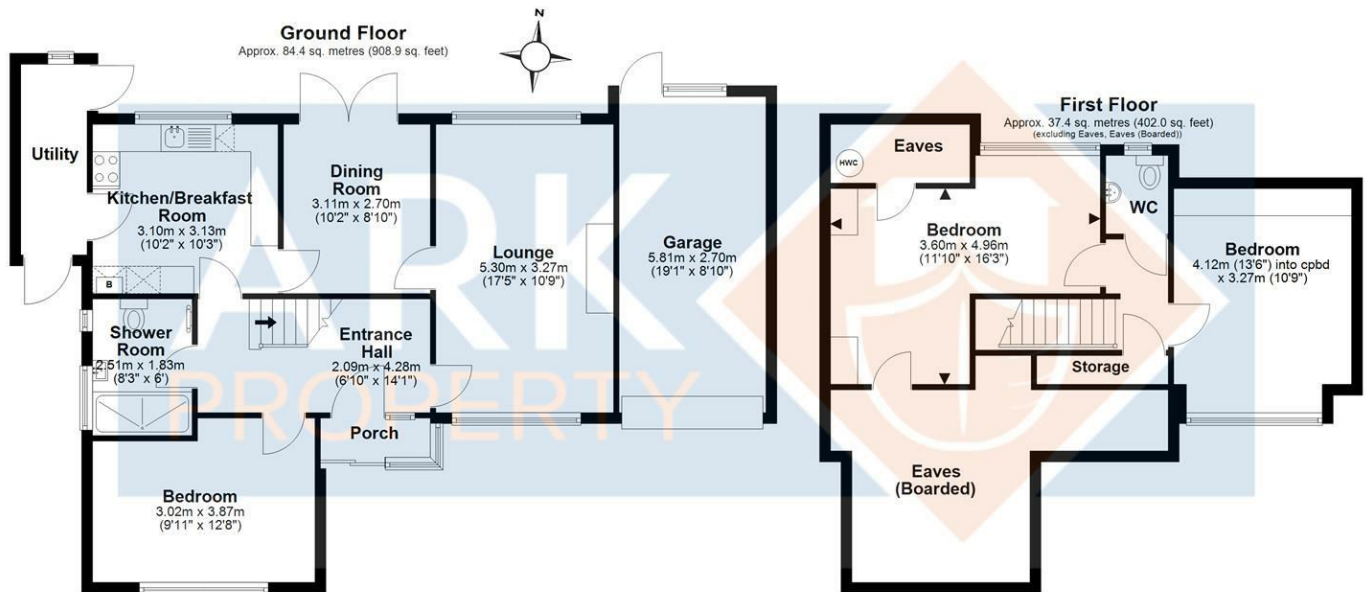 Ground Floor
Approx. 84.4 sq. metres (908.9 sq. feet)
N
Utility
Kitchen/Breakfast
Room
3.10m x 3.13m
(10'2" x 10'3")
B
Dining
Room
3.11m x 2.70m
(10'2" x 8'10")
Lounge
5.30m x 3.27m
(17'5" x 10'9")
Garage
5.81m x 2.70m
(19'1" x 8'10")
Shower
Room
2.51m x 1.83m
(8'3" x 6')
Entrance
Hall
2.09m x 4.28m
(6'10" x 14'1")
Porch
Bedroom
3.02m x 3.87m
(9'11" x 12'8")
First Floor
Approx. 37.4 sq. metres (402.0 sq. feet)
(excluding Eaves, Eaves (Boarded))
Eaves
HWC
WC
Bedroom
3.60m x 4.96m
(11'10" x 16'3")
Bedroom
4.12m (13'6") into cpbd
x 3.27m (10'9")
Storage
Eaves
(Boarded)
ARK
PROPERTY